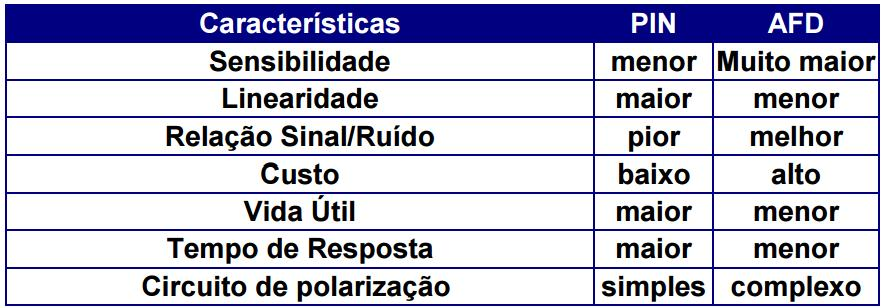 Características PIN AFD
Sensibilidade menor Muito maior
Linearidade maior menor
Relação Sinal/Ruído pior melhor
Custo baixo alto
Vida Útil maior menor
Tempo de Resposta maior menor
Circuito de polarização simples complexo